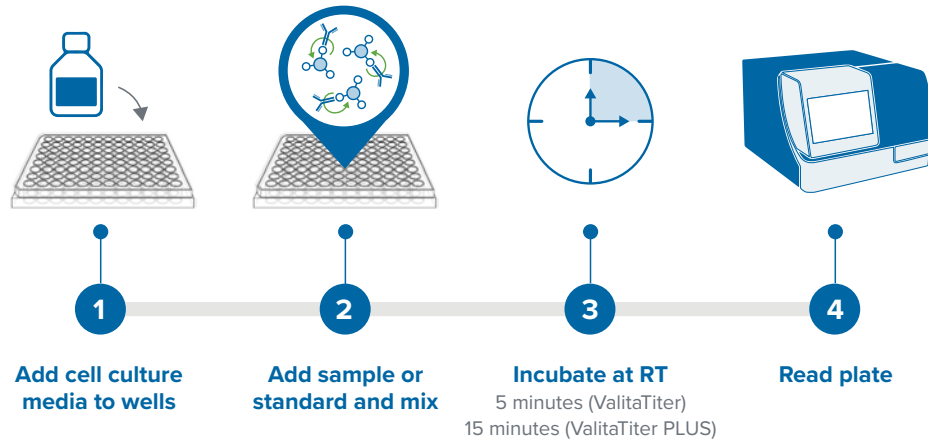 1
2
3
4
Add cell culture
media to wells
Add sample or
standard and mix
Incubate at RT
5 minutes (ValitaTiter)
15 minutes (ValitaTiter PLUS)
Read plate